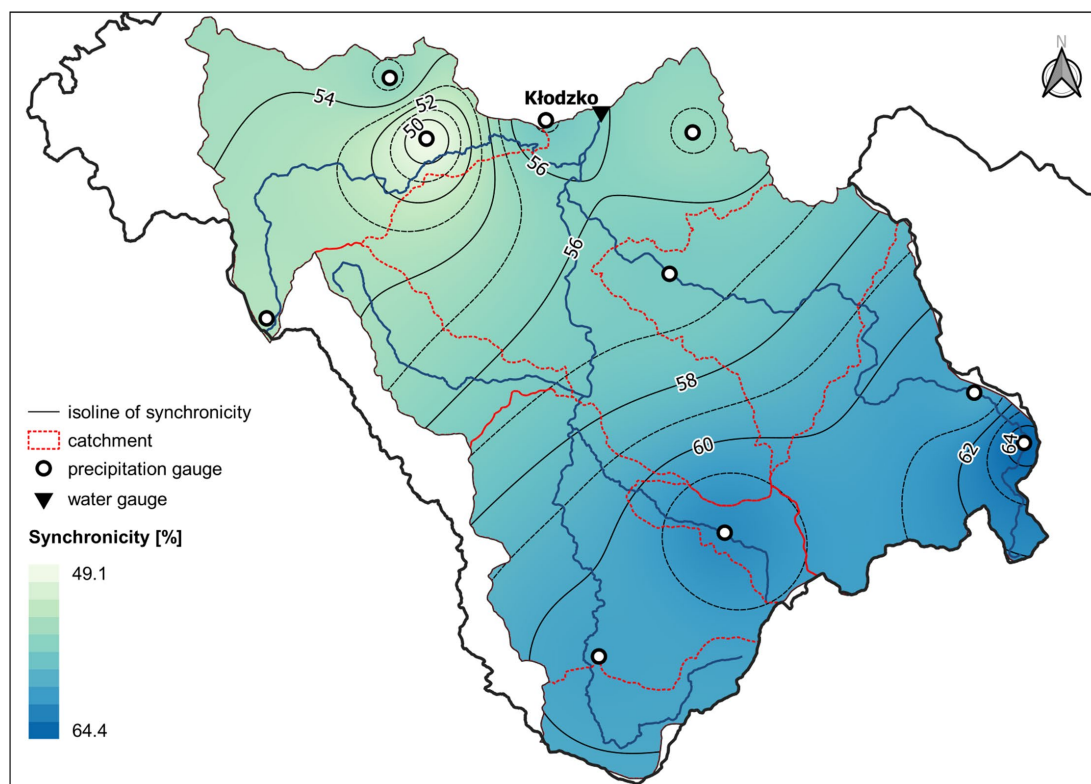 N
54
52
50
Kłodzko
56
56
58
60
62
64
isoline of synchronicity
catchment
precipitation gauge
water gauge
Synchronicity [%]
49.1
64.4